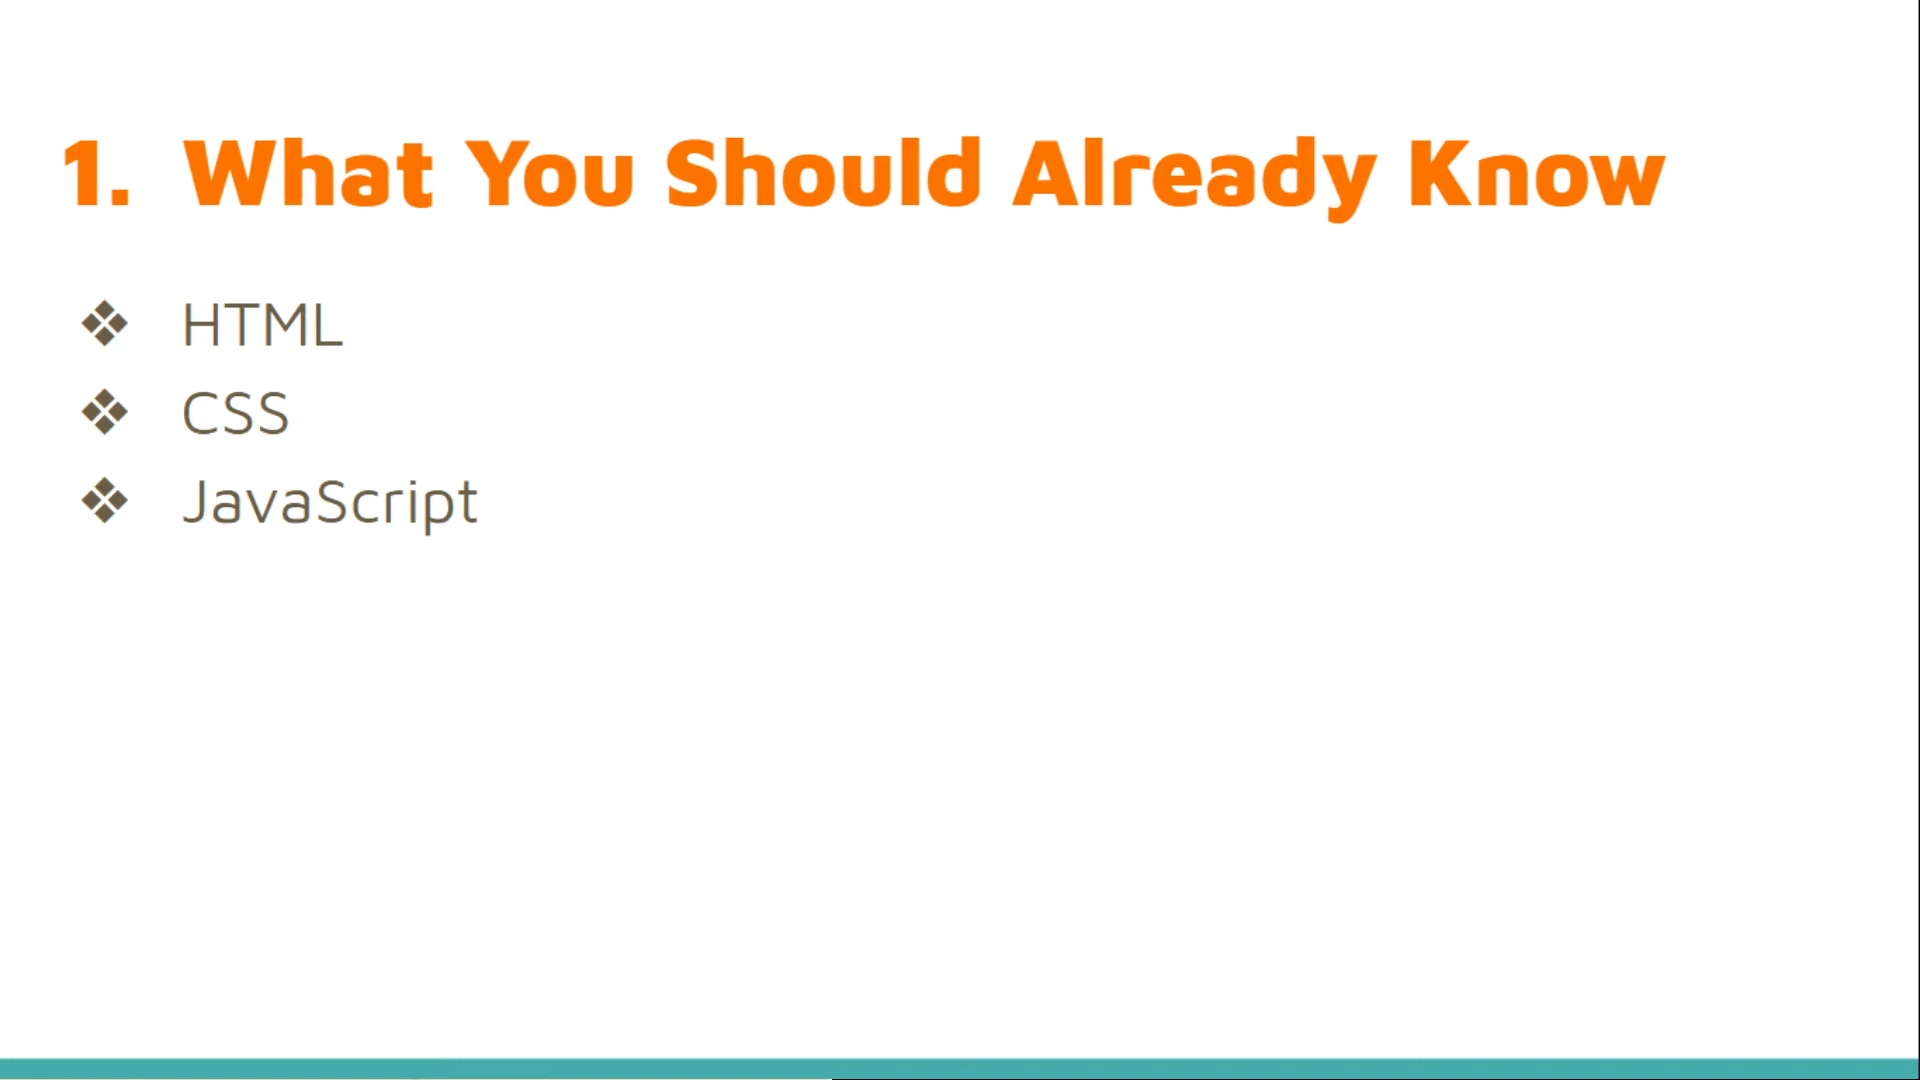 1. What You Should Already Know
❖ HTML
❖ CSS
❖ JavaScript